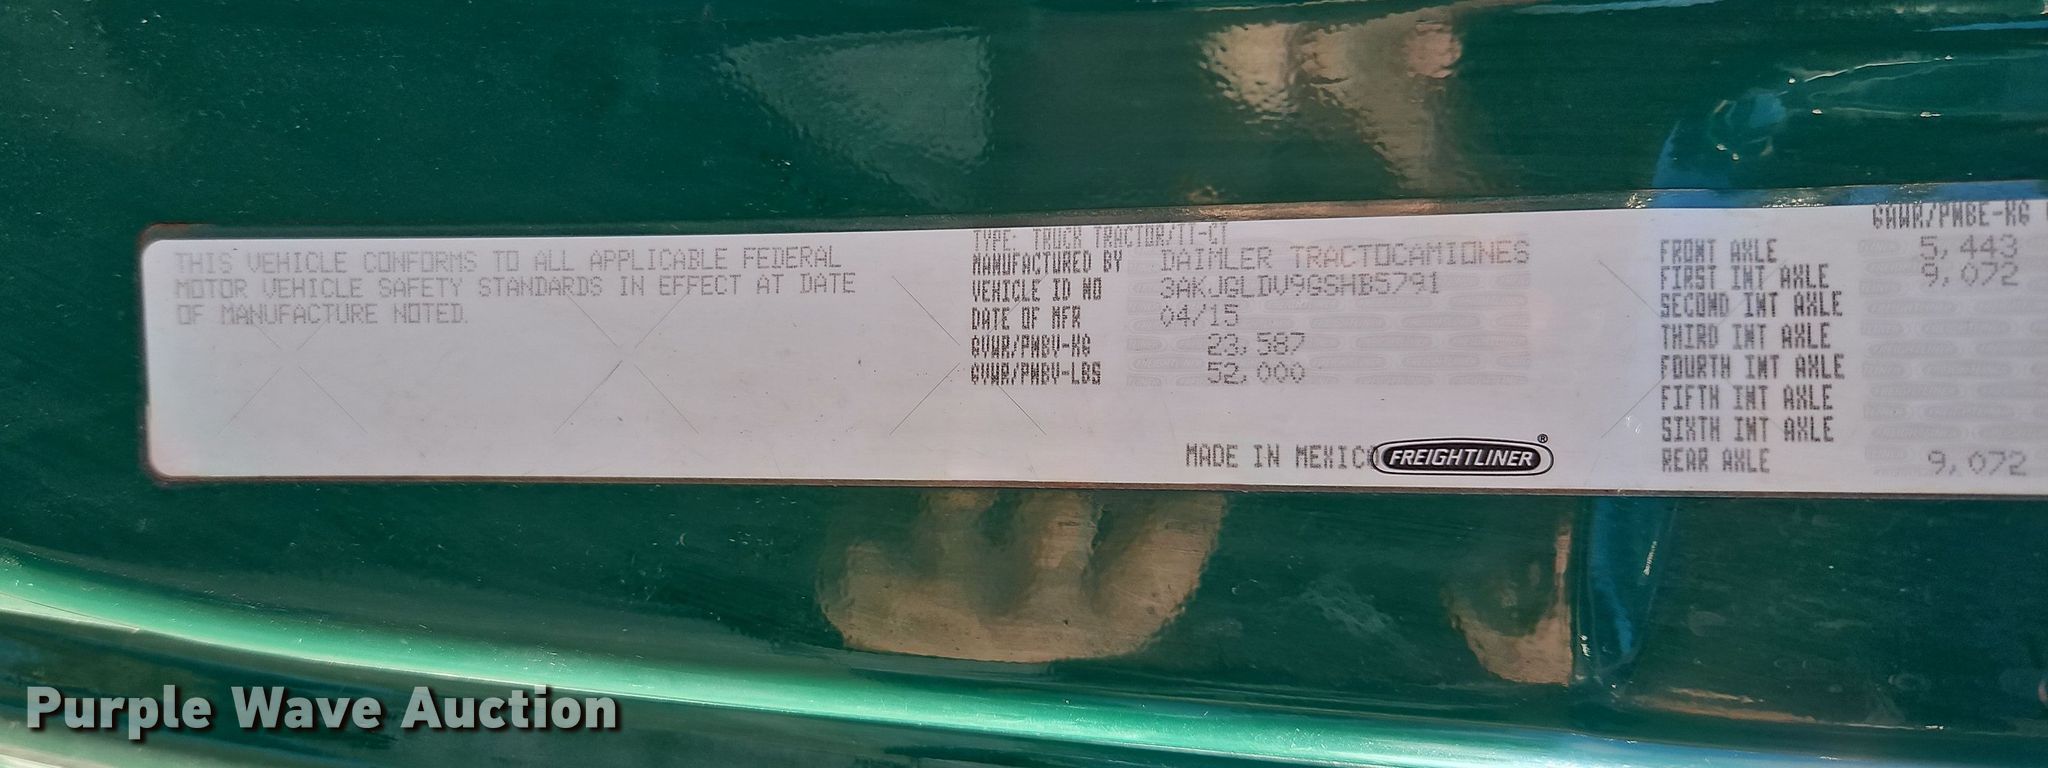 THIS VEHICLE CONFORMS TO ALL APPLICABLE FEDERAL
MOTOR VEHICLE SAFETY STANDARDS IN EFFECT AT DATE
OF MANUFACTURE NOTED.
TYPE: TRUCK TRACTOR/T1-CT
MANUFACTURED BY DAIMLER TRACTOCAMIONES
VEHICLE ID NO 3AKJGLDV9GSHB5791
DATE OF MFR 04/15
GVWR/PMBV-KG 23,587
GVWR/PMBV-LBS 52,000
MADE IN MEXICO FREIGHTLINER®
GAWR/PMBE-KG
FRONT AXLE 5,443
FIRST INT AXLE 9,072
SECOND INT AXLE
THIRD INT AXLE
FOURTH INT AXLE
FIFTH INT AXLE
SIXTH INT AXLE
REAR AXLE 9,072
Purple Wave Auction